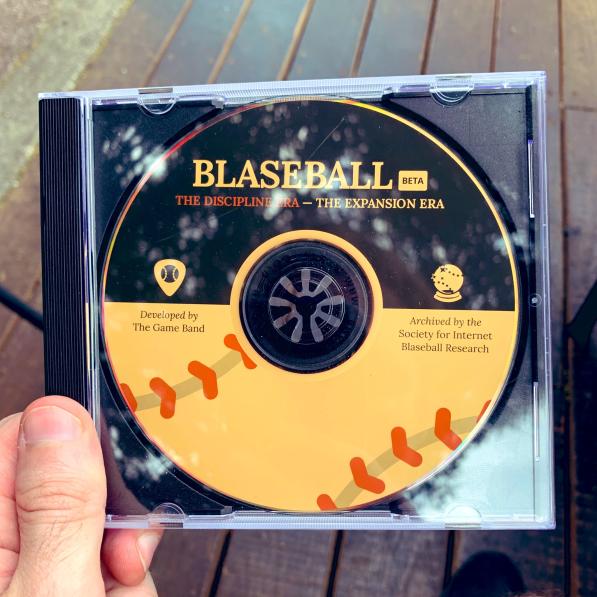 BLASEBALL BETA
THE DISCIPLINE ERA — THE EXPANSION ERA
Developed by
The Game Band
Archived by the
Society for Internet
Blaseball Research